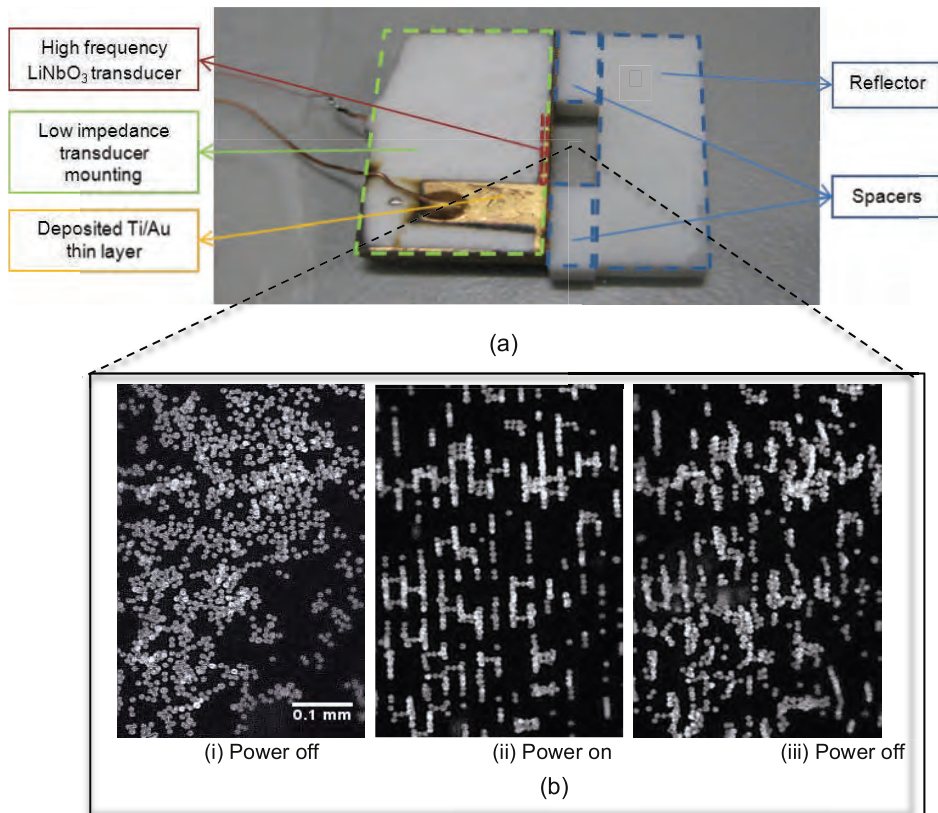 High frequency
LiNbO₃ transducer
Low impedance
transducer
mounting
Deposited Ti/Au
thin layer
Reflector
Spacers
(a)
0.1 mm
(i) Power off
(ii) Power on
(iii) Power off
(b)